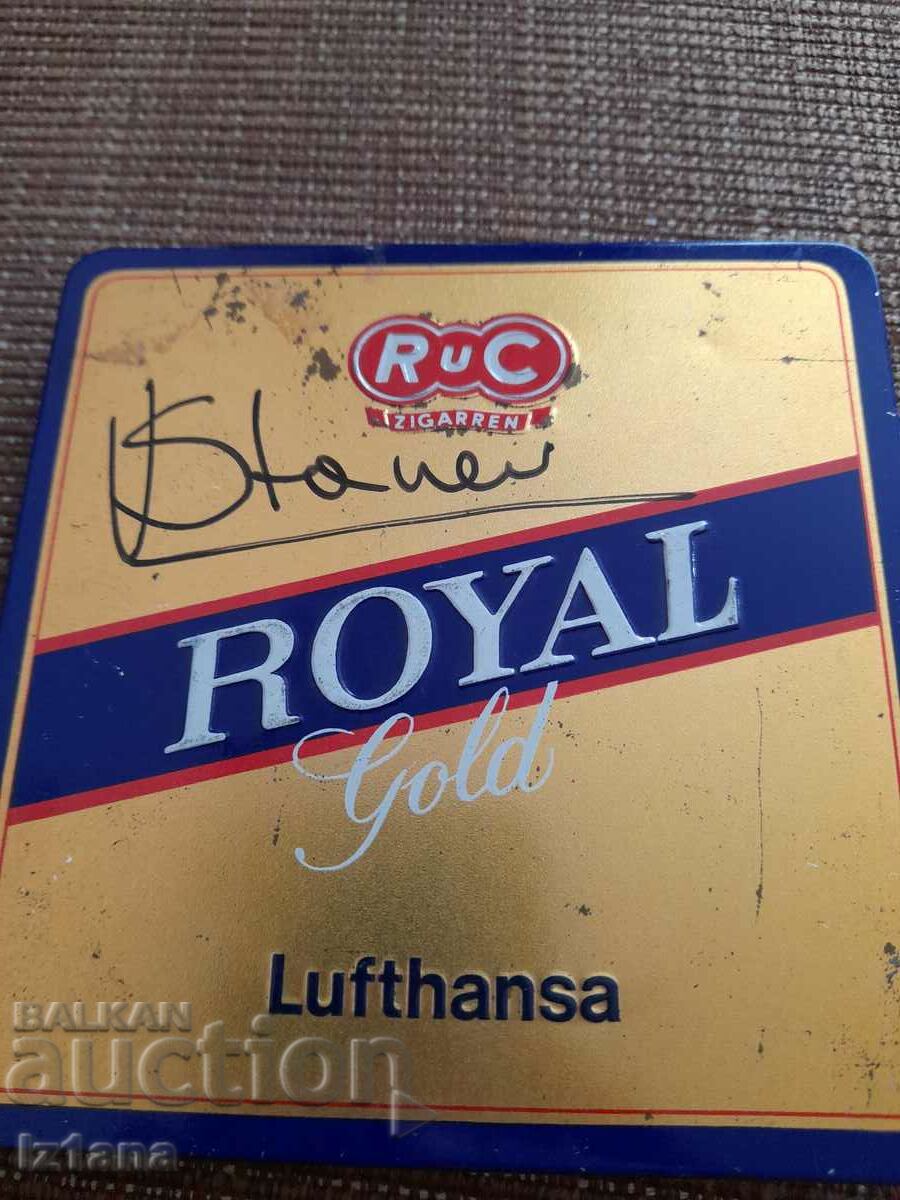 RuC
ZIGARREN
ROYAL
Gold
Lufthansa
BALKAN
auction
Iz1ana